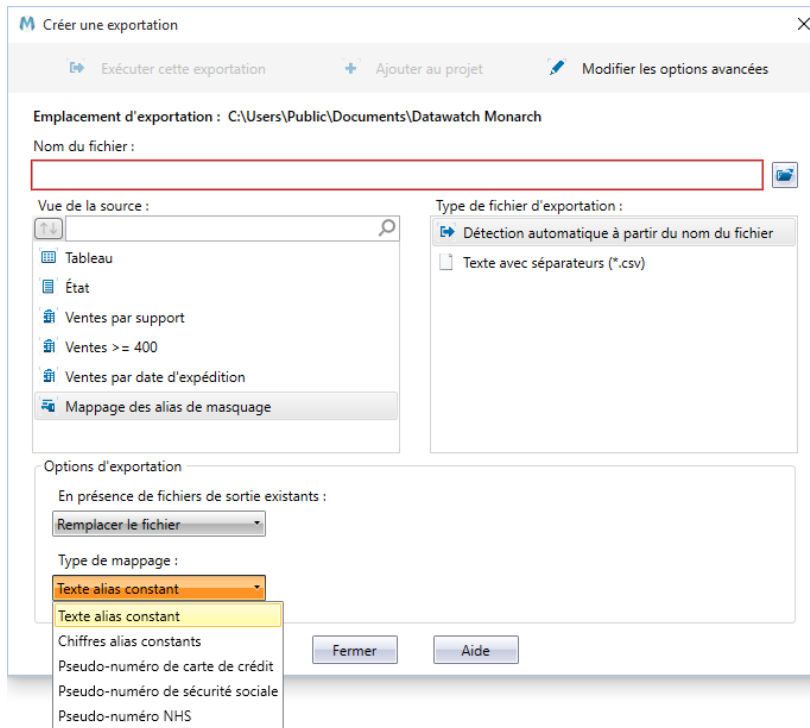 Créer une exportation
Exécuter cette exportation
Ajouter au projet
Modifier les options avancées
Emplacement d'exportation : C:\Users\Public\Documents\Datawatch Monarch
Nom du fichier :
Vue de la source :
Tableau
État
Ventes par support
Ventes >= 400
Ventes par date d'expédition
Mappage des alias de masquage
Type de fichier d'exportation :
Détection automatique à partir du nom du fichier
Texte avec séparateurs (*.csv)
Options d'exportation
En présence de fichiers de sortie existants :
Remplacer le fichier
Type de mappage :
Texte alias constant
Texte alias constant
Chiffres alias constants
Pseudo-numéro de carte de crédit
Pseudo-numéro de sécurité sociale
Pseudo-numéro NHS
Fermer
Aide